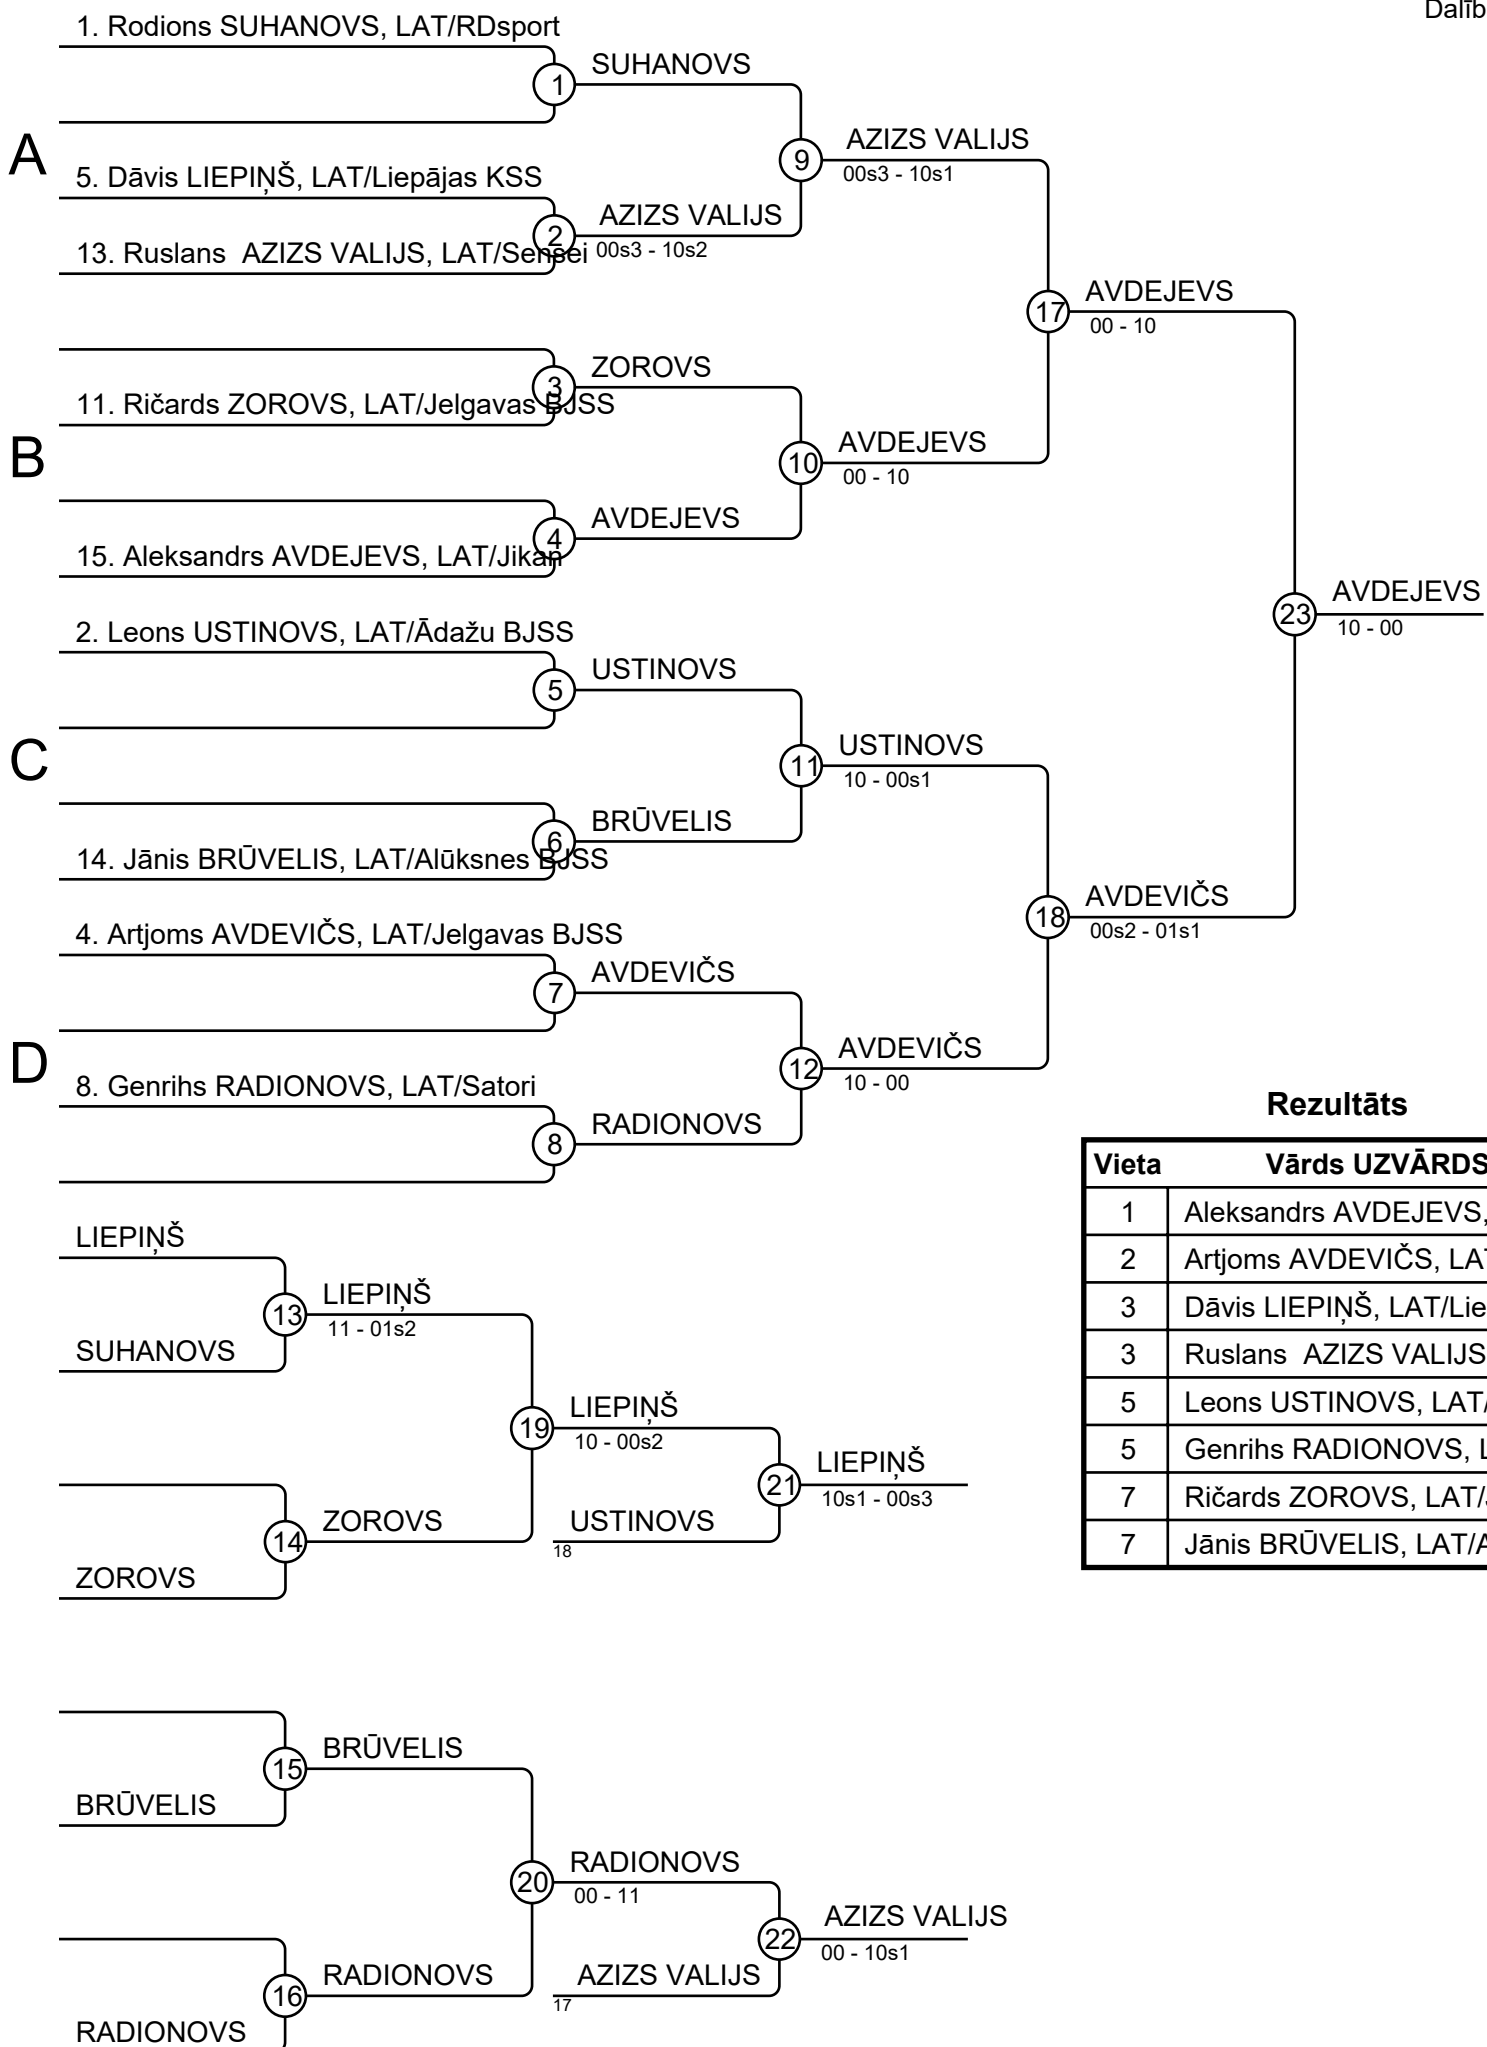 Dalīb
1. Rodions SUHANOVS, LAT/RDsport
1
SUHANOVS
A
5. Dāvis LIEPIŅŠ, LAT/Liepājas KSS
2
AZIZS VALIJS
00s3 - 10s2
13. Ruslans  AZIZS VALIJS, LAT/Sensei
9
AZIZS VALIJS
00s3 - 10s1
3
ZOROVS
11. Ričards ZOROVS, LAT/Jelgavas BJSS
B
10
AVDEJEVS
00 - 10
4
AVDEJEVS
15. Aleksandrs AVDEJEVS, LAT/Jikan
17
AVDEJEVS
00 - 10
2. Leons USTINOVS, LAT/Ādažu BJSS
5
USTINOVS
C
11
USTINOVS
10 - 00s1
6
BRŪVELIS
14. Jānis BRŪVELIS, LAT/Alūksnes BJSS
4. Artjoms AVDEVIČS, LAT/Jelgavas BJSS
7
AVDEVIČS
D
12
AVDEVIČS
10 - 00
8. Genrihs RADIONOVS, LAT/Satori
8
RADIONOVS
18
AVDEVIČS
00s2 - 01s1
23
AVDEJEVS
10 - 00
LIEPIŅŠ
13
LIEPIŅŠ
11 - 01s2
SUHANOVS
19
LIEPIŅŠ
10 - 00s2
14
ZOROVS
ZOROVS
USTINOVS
18
21
LIEPIŅŠ
10s1 - 00s3
15
BRŪVELIS
BRŪVELIS
20
RADIONOVS
00 - 11
16
RADIONOVS
RADIONOVS
AZIZS VALIJS
17
22
AZIZS VALIJS
00 - 10s1
Rezultāts
Vieta Vārds UZVĀRDS
1 Aleksandrs AVDEJEVS,
2 Artjoms AVDEVIČS, LA
3 Dāvis LIEPIŅŠ, LAT/Lie
3 Ruslans  AZIZS VALIJS
5 Leons USTINOVS, LAT/
5 Genrihs RADIONOVS, L
7 Ričards ZOROVS, LAT/
7 Jānis BRŪVELIS, LAT/A